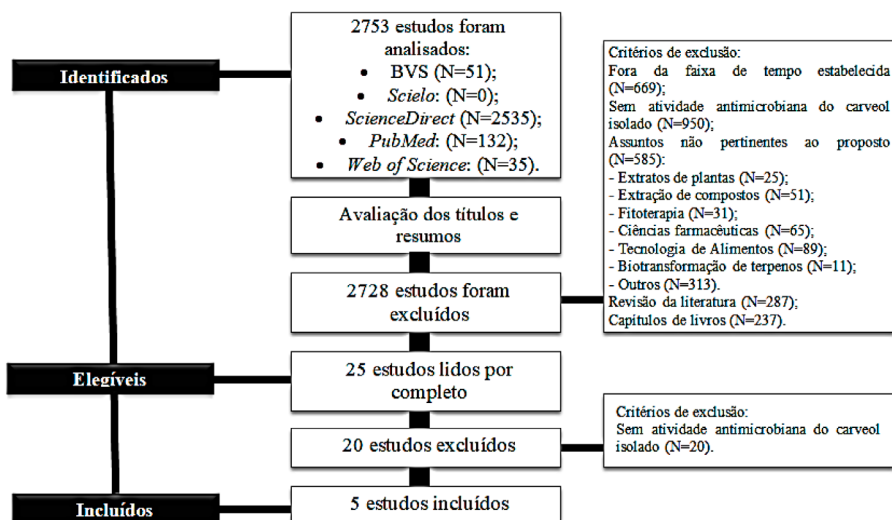 2753 estudos foram
analisados:
• BVS (N=51);
• Scielo: (N=0);
• ScienceDirect (N=2535);
• PubMed: (N=132);
• Web of Science: (N=35).
Identificados
Critérios de exclusão:
Fora da faixa de tempo estabelecida
(N=669);
Sem atividade antimicrobiana do carveol
isolado (N=950);
Assuntos não pertinentes ao proposto
(N=585):
- Extratos de plantas (N=25);
- Extração de compostos (N=51);
- Fitoterapia (N=31);
- Ciências farmacêuticas (N=65);
- Tecnologia de Alimentos (N=89);
- Biotransformação de terpenos (N=11);
- Outros (N=313).
Revisão da literatura (N=287);
Capítulos de livros (N=237).
Avaliação dos títulos e
resumos
2728 estudos foram
excluídos
Elegíveis
25 estudos lidos por
completo
20 estudos excluídos
Critérios de exclusão:
Sem atividade antimicrobiana do carveol
isolado (N=20).
Incluídos
5 estudos incluídos